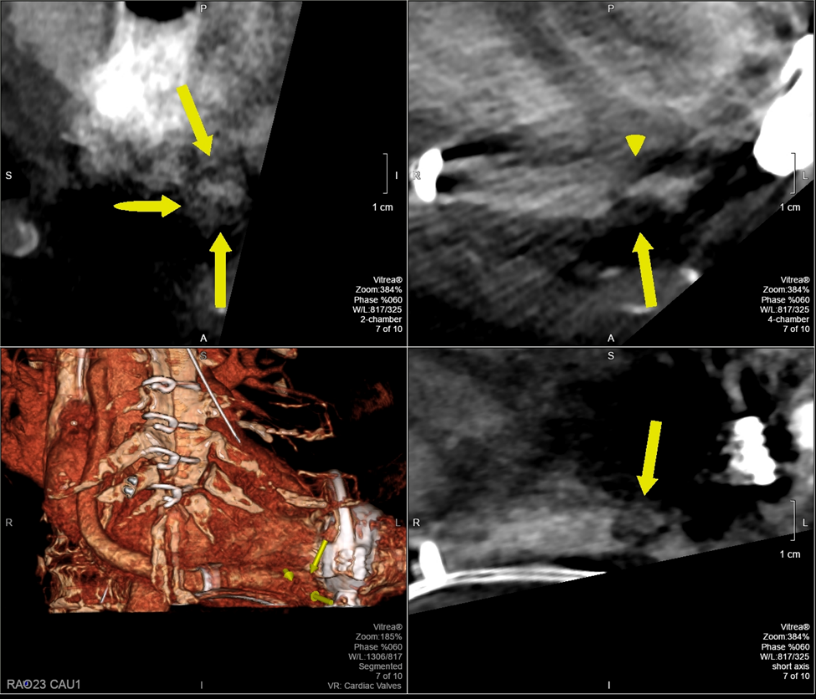 P
S
I
1 cm
Vitrea®
Zoom:384%
Phase %060
W/L:817/325
2-chamber
7 of 10
A
P
L
1 cm
Vitrea®
Zoom:384%
Phase %060
W/L:817/325
4-chamber
7 of 10
A
S
R
L
Vitrea®
Zoom:185%
Phase %060
W/L:1306/817
Segmented
7 of 10
VR: Cardiac Valves
RAO23 CAU1
I
S
R
L
1 cm
Vitrea®
Zoom:384%
Phase %060
W/L:817/325
short axis
7 of 10
I